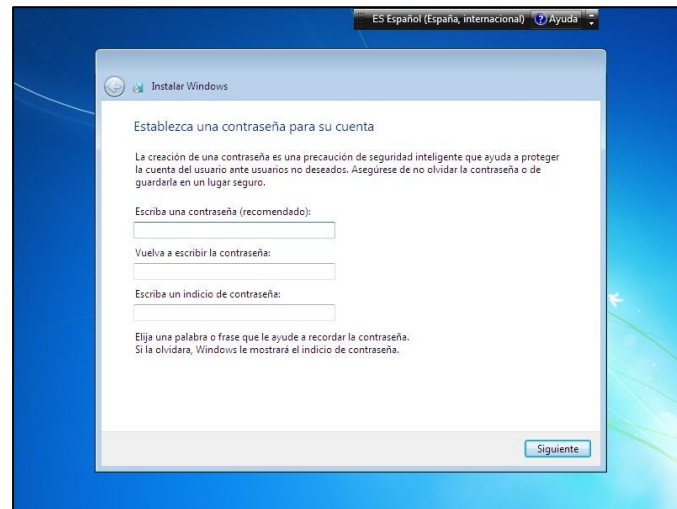 ES Español (España, internacional) ? Ayuda
Instalar Windows
Establezca una contraseña para su cuenta
La creación de una contraseña es una precaución de seguridad inteligente que ayuda a proteger
la cuenta del usuario ante usuarios no deseados. Asegúrese de no olvidar la contraseña o de
guardarla en un lugar seguro.
Escriba una contraseña (recomendado):
Vuelva a escribir la contraseña:
Escriba un indicio de contraseña:
Elija una palabra o frase que le ayude a recordar la contraseña.
Si la olvidara, Windows le mostrará el indicio de contraseña.
Siguiente